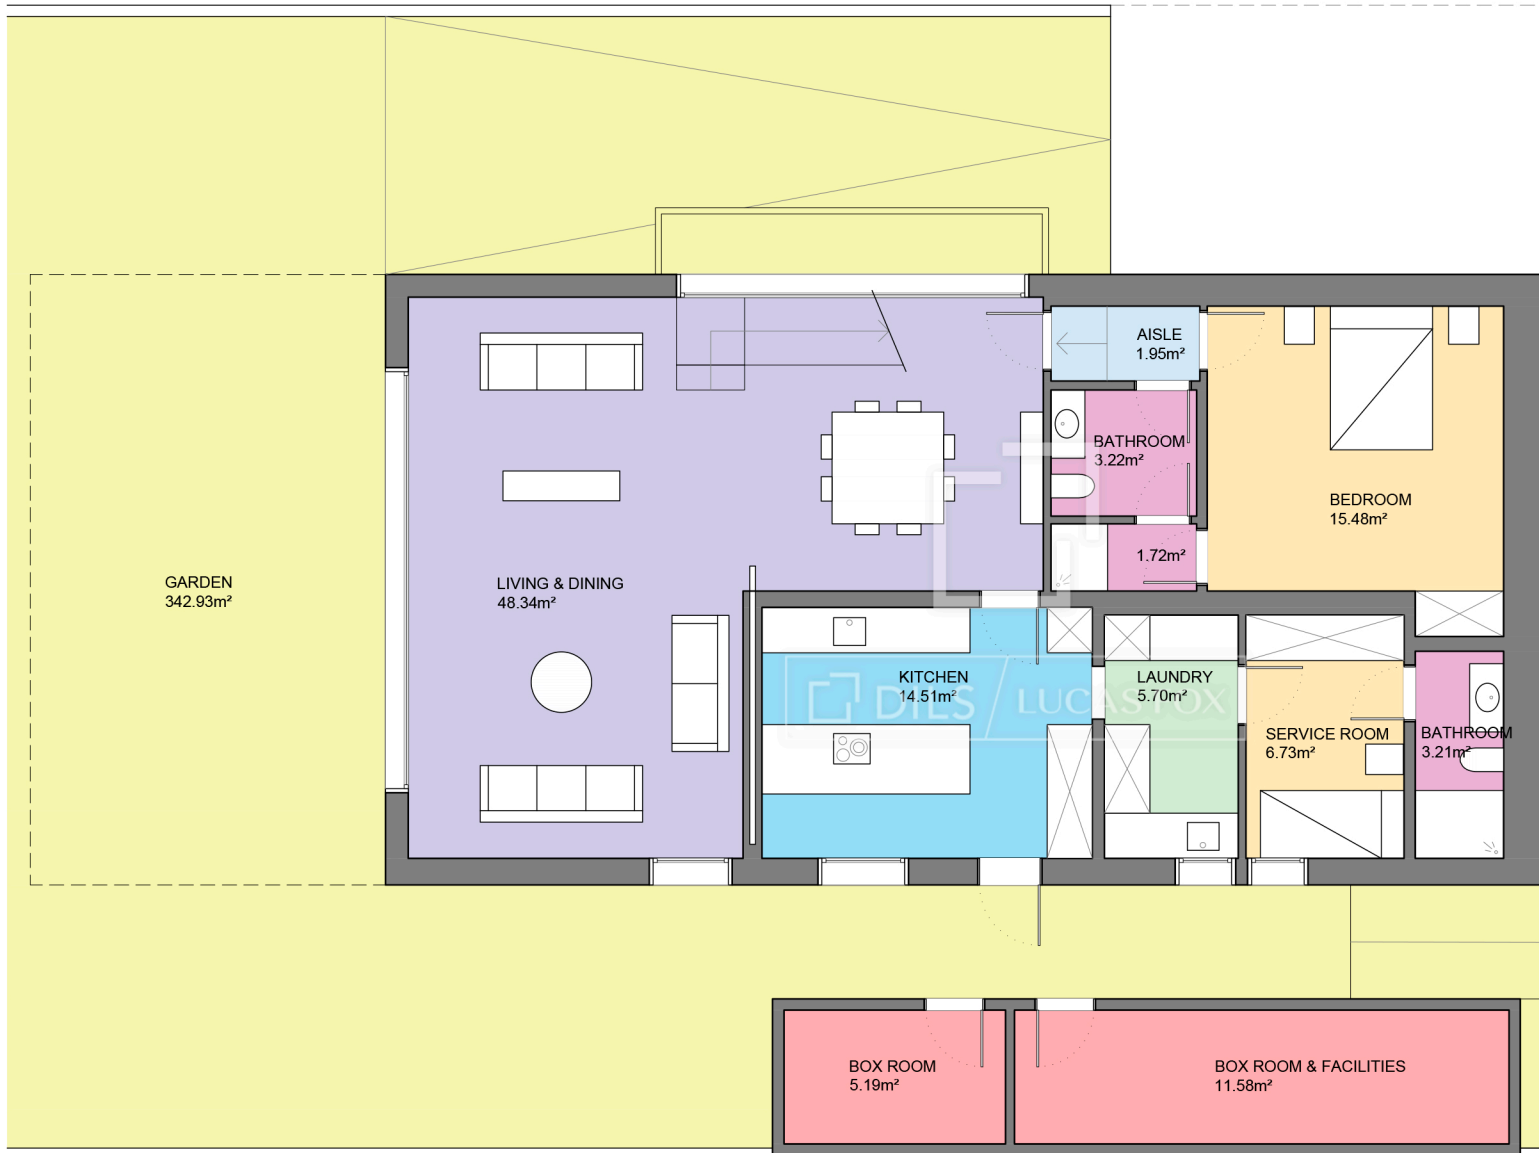 AISLE
1.95m²
BATHROOM
3.22m²
BEDROOM
15.48m²
1.72m²
GARDEN
342.93m²
LIVING & DINING
48.34m²
KITCHEN
14.51m²
LAUNDRY
5.70m²
DILS / LUCAS FOX
SERVICE ROOM
6.73m²
BATHROOM
3.21m²
BOX ROOM
5.19m²
BOX ROOM & FACILITIES
11.58m²